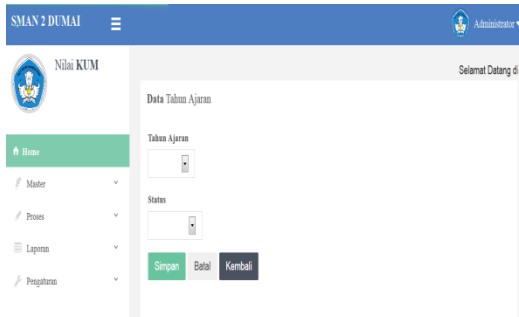 SMAN 2 DUMAI
Administrator
Nilai KUM
Selamat Datang di
Data Tahun Ajaran
Tahun Ajaran
Home
Master
Status
Proses
Laporan
Simpan Batal Kembali
Pengaturan